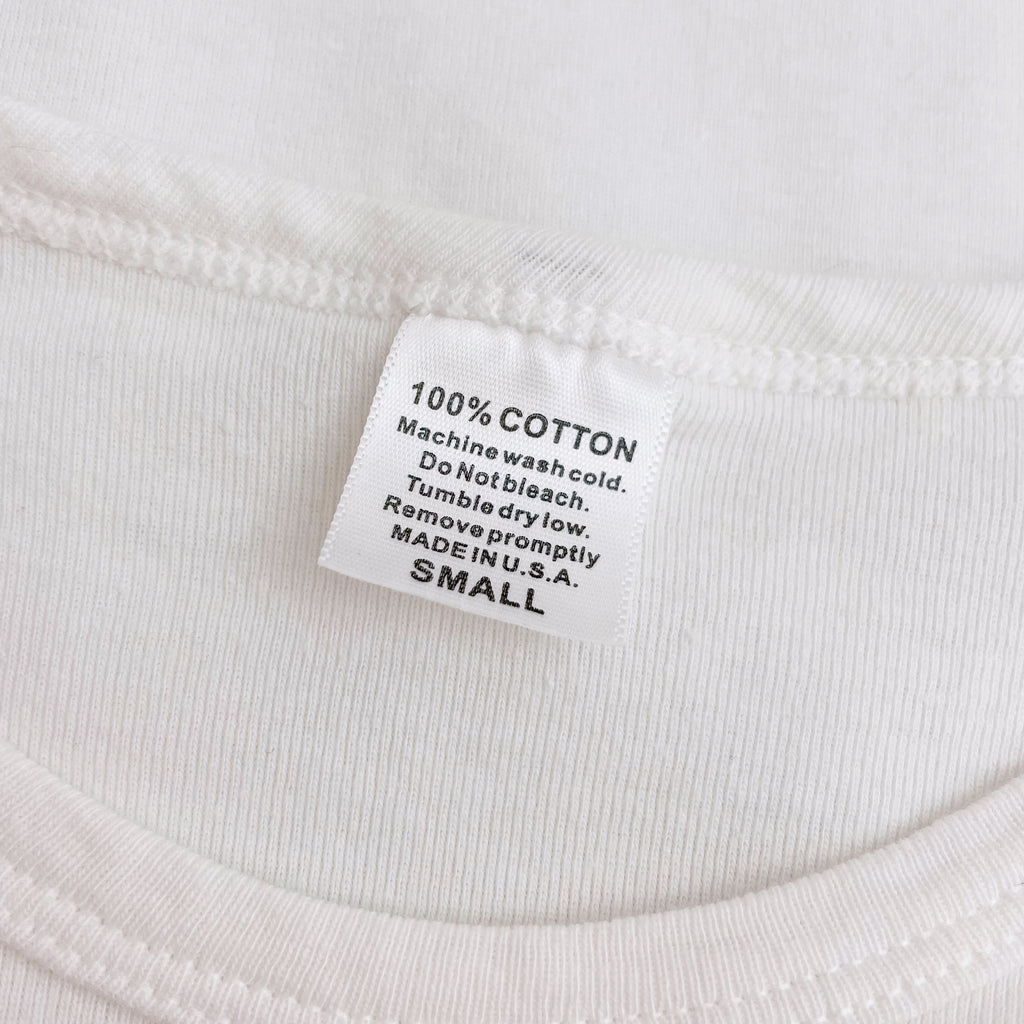 100% COTTON
Machine wash cold.
Do Not bleach.
Tumble dry low.
Remove promptly
MADE IN U.S.A.
SMALL